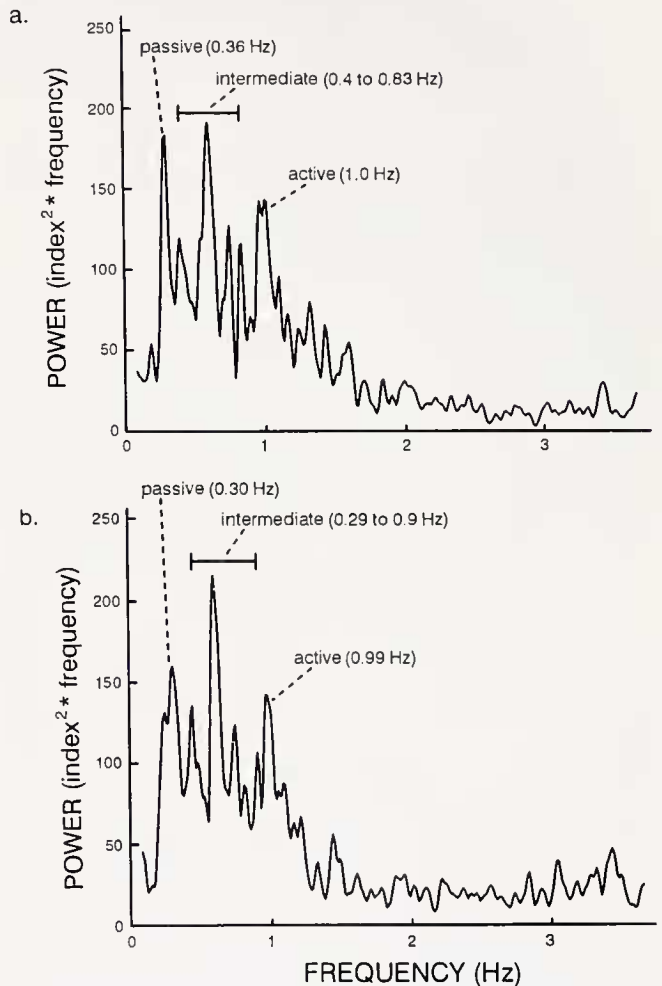 a.
250
200
150
100
50
0
POWER (index² * frequency)
passive (0.36 Hz)
intermediate (0.4 to 0.83 Hz)
active (1.0 Hz)
0 1 2 3
b.
250
200
150
100
50
0
POWER (index² * frequency)
passive (0.30 Hz)
intermediate (0.29 to 0.9 Hz)
active (0.99 Hz)
0 1 2 3
FREQUENCY (Hz)